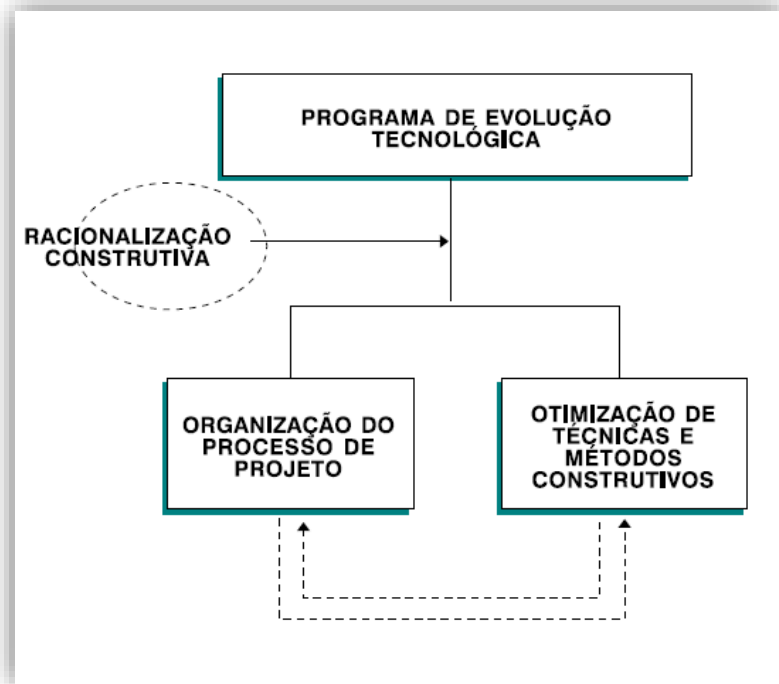 PROGRAMA DE EVOLUÇÃO
TECNOLÓGICA
RACIONALIZAÇÃO
CONSTRUTIVA
ORGANIZAÇÃO DO
PROCESSO DE
PROJETO
OTIMIZAÇÃO DE
TÉCNICAS E
MÉTODOS
CONSTRUTIVOS